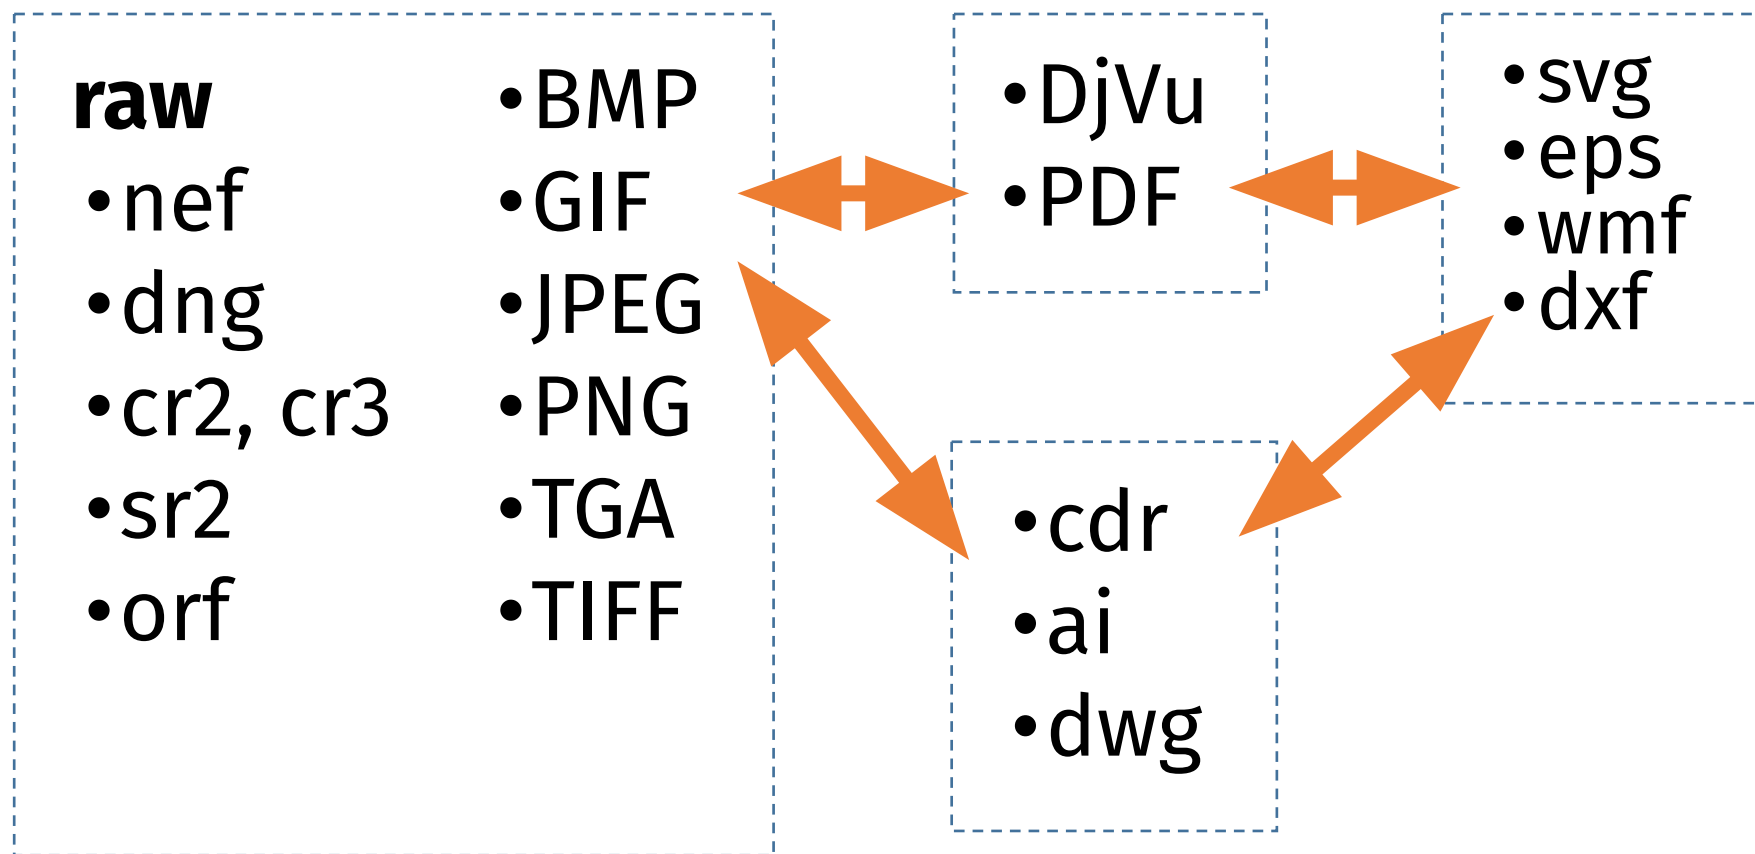 raw
•nef
•dng
•cr2, cr3
•sr2
•orf
•BMP
•GIF
•JPEG
•PNG
•TGA
•TIFF
•DjVu
•PDF
•cdr
•ai
•dwg
•svg
•eps
•wmf
•dxf